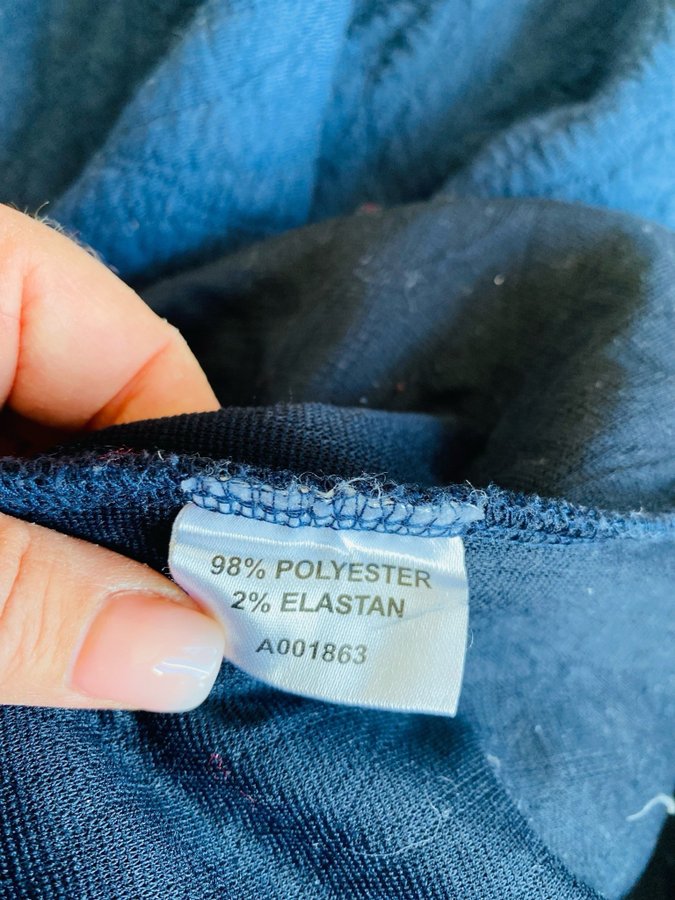 98% POLYESTER
2% ELASTAN
A001863